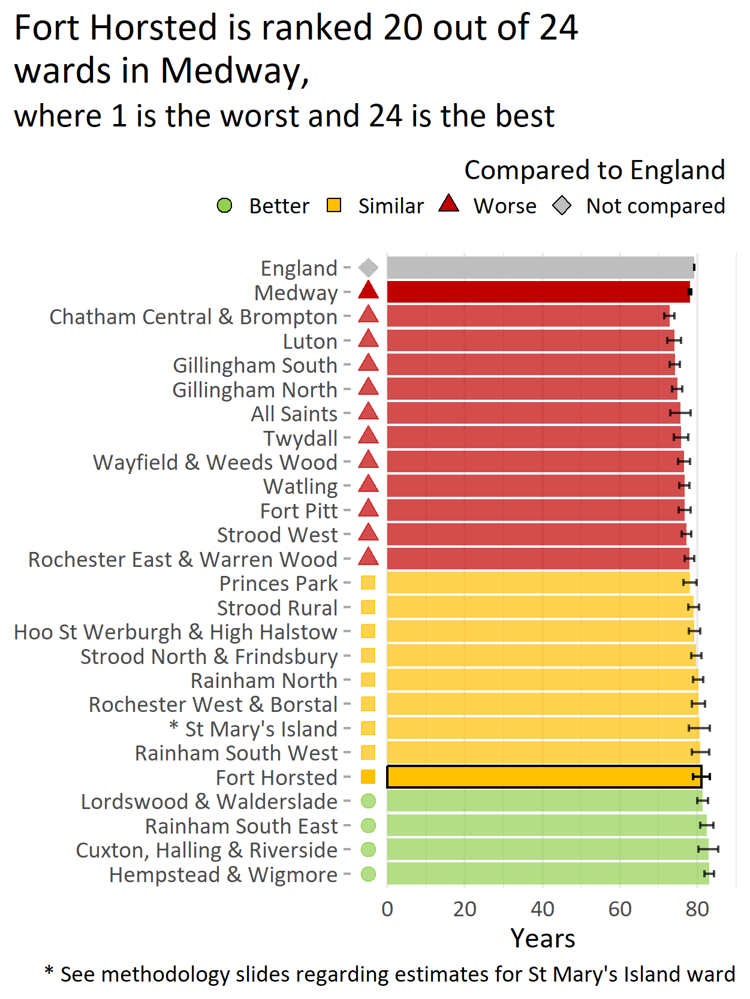 Fort Horsted is ranked 20 out of 24
wards in Medway,
where 1 is the worst and 24 is the best
Compared to England
Better Similar Worse Not compared
England
Medway
Chatham Central & Brompton
Luton
Gillingham South
Gillingham North
All Saints
Twydall
Wayfield & Weeds Wood
Watling
Fort Pitt
Strood West
Rochester East & Warren Wood
Princes Park
Strood Rural
Hoo St Werburgh & High Halstow
Strood North & Frindsbury
Rainham North
Rochester West & Borstal
* St Mary's Island
Rainham South West
Fort Horsted
Lordswood & Walderslade
Rainham South East
Cuxton, Halling & Riverside
Hempstead & Wigmore
0 20 40 60 80
Years
* See methodology slides regarding estimates for St Mary's Island ward